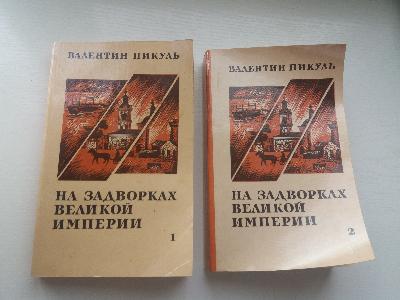 ВАЛЕНТИН ПИКУЛЬ
НА ЗАДВОРКАХ
ВЕЛИКОЙ
ИМПЕРИИ
1
ВАЛЕНТИН ПИКУЛЬ
НА ЗАДВОРКАХ
ВЕЛИКОЙ
ИМПЕРИИ
2